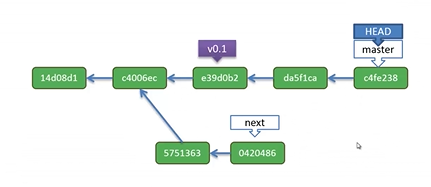 HEAD
v0.1
master
14d08d1
c4006ec
e39d0b2
da5f1ca
c4fe238
next
5751363
0420486